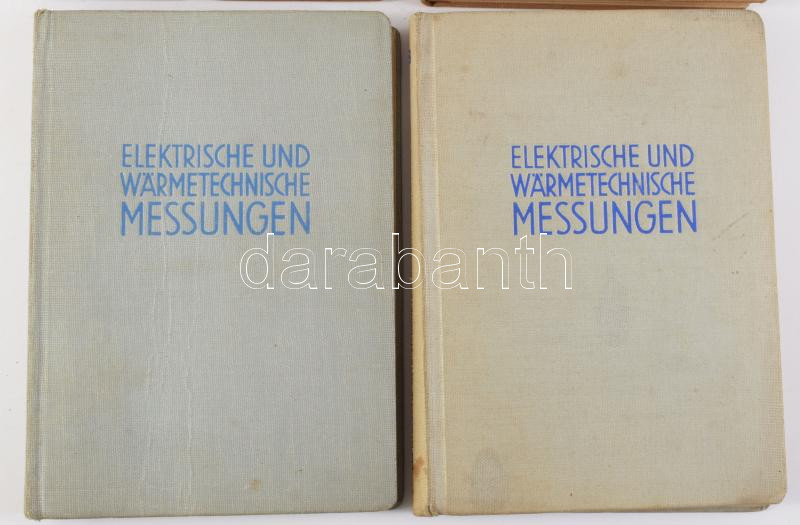 ELEKTRISCHE UND
WÄRMETECHNISCHE
MESSUNGEN
ELEKTRISCHE UND
WÄRMETECHNISCHE
MESSUNGEN
darabanth